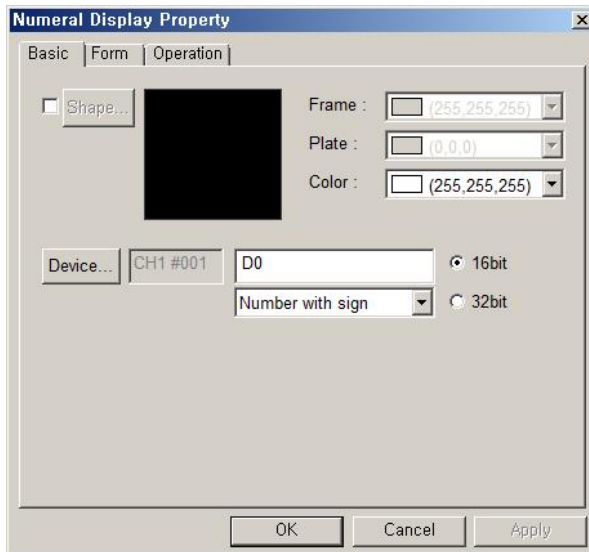 Numeral Display Property
Basic Form Operation
Shape... Frame : (255,255,255)
Plate : (0,0,0)
Color : (255,255,255)
Device... CH1 #001 D0 16bit
Number with sign 32bit
OK Cancel Apply